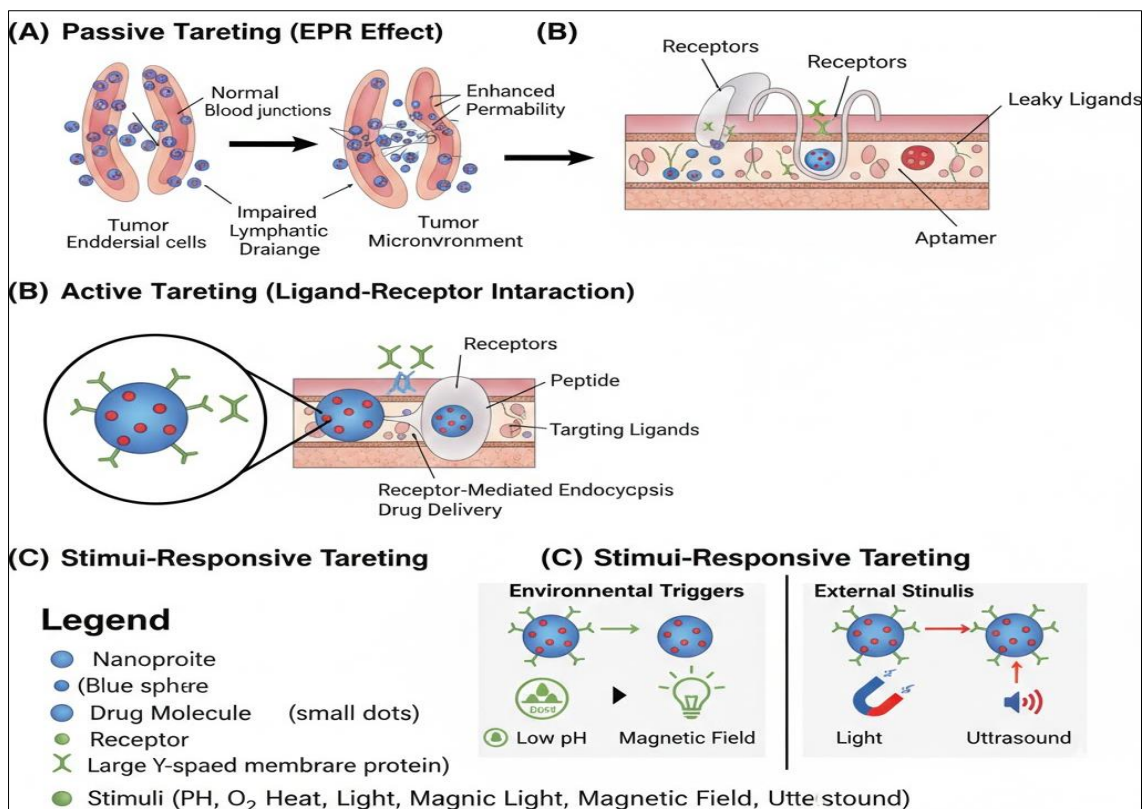 (A) Passive Tareting (EPR Effect)
Normal
Blood junctions
Enhanced
Permability
Tumor
Enddersial cells
Impaired
Lymphatic
Draiange
Tumor
Micronvronment
(B)
Receptors
Receptors
Leaky Ligands
Aptamer
(B) Active Tareting (Ligand-Receptor Intaraction)
Receptors
Peptide
Targting Ligands
Receptor-Mediated Endocycpsis
Drug Delivery
(C) Stimui-Responsive Tareting
Legend
Nanoproite
(Blue sphere
Drug Molecule (small dots)
Receptor
Large Y-spaed membrare protein)
Stimuli (PH, O₂ Heat, Light, Magnic Light, Magnetic Field, Utte stound)
(C) Stimui-Responsive Tareting
Environmental Triggers
Low pH
Magnetic Field
External Stinulis
Light
Uttrasound